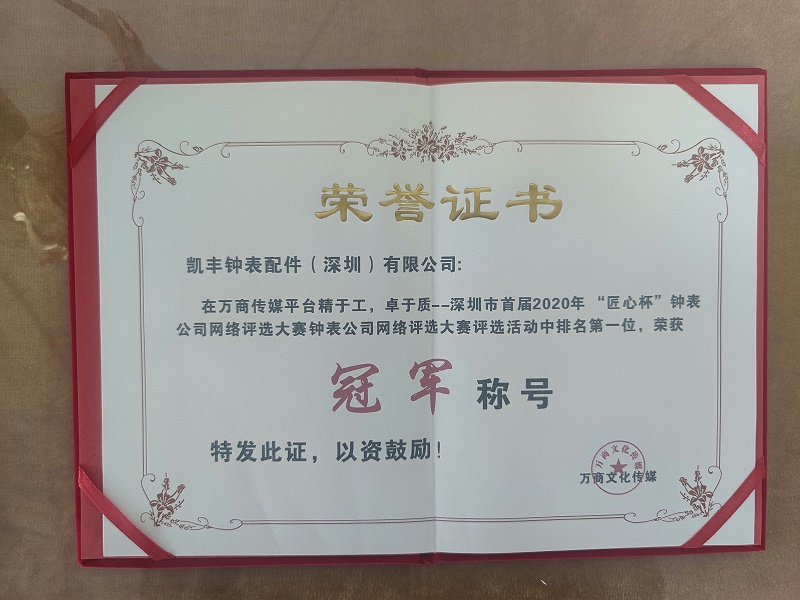 荣誉证书
凯丰钟表配件（深圳）有限公司:
在万商传媒平台精于工，卓于质--深圳市首届2020年“匠心杯”钟表
公司网络评选大赛钟表公司网络评选大赛评选活动中排名第一位，荣获
冠军称号
特发此证，以资鼓励！
万商文化传媒
万商文化传媒